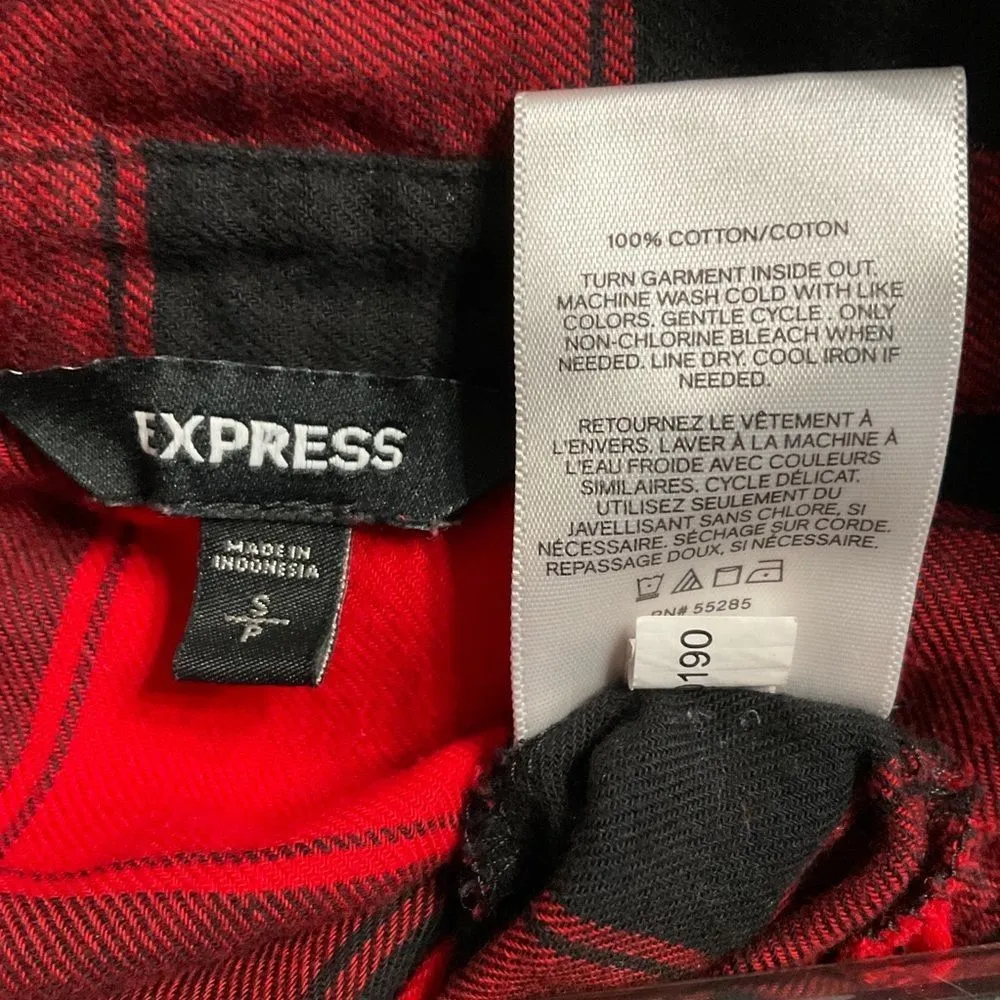 EXPRESS
MADE IN
INDONESIA
S
P
100% COTTON/COTON
TURN GARMENT INSIDE OUT.
MACHINE WASH COLD WITH LIKE
COLORS. GENTLE CYCLE. ONLY
NON-CHLORINE BLEACH WHEN
NEEDED. LINE DRY. COOL IRON IF
NEEDED.
RETOURNEZ LE VÊTEMENT À
L'ENVERS. LAVER À LA MACHINE À
L'EAU FROIDE AVEC COULEURS
SIMILAIRES. CYCLE DÉLICAT.
UTILISEZ SEULEMENT DU
JAVELLISANT SANS CHLORE, SI
NÉCESSAIRE. SÉCHAGE SUR CORDE.
REPASSAGE DOUX, SI NÉCESSAIRE.
RN# 55285
190